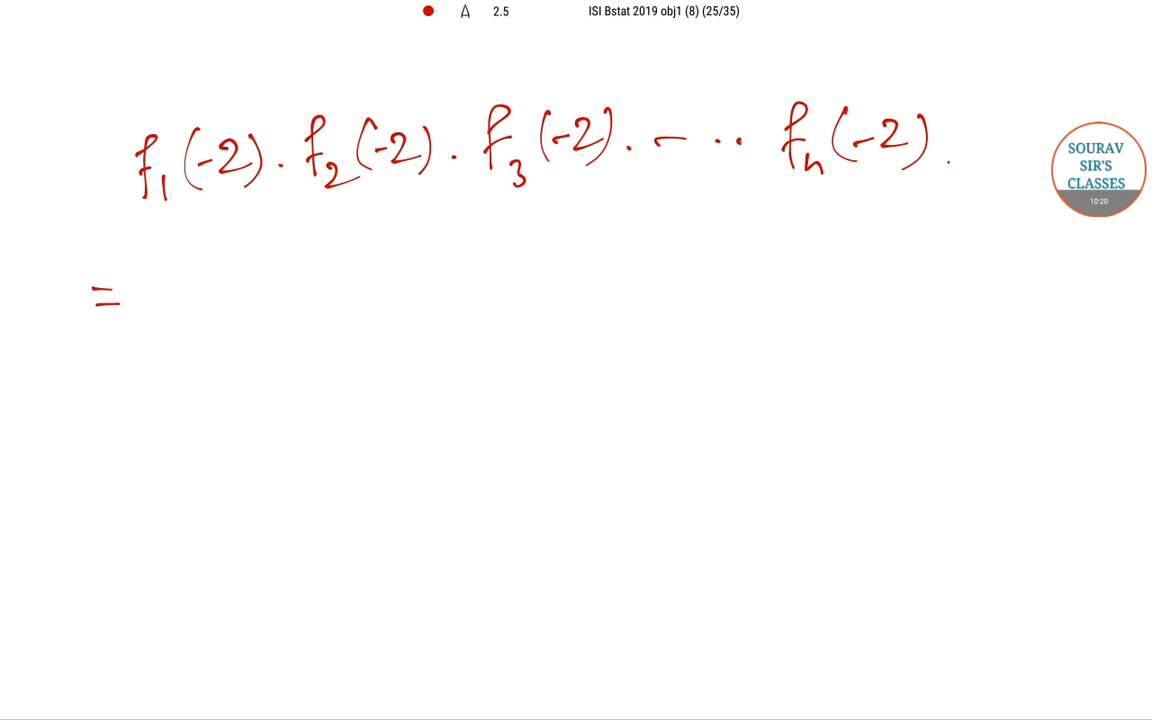 A 2.5 ISI Bstat 2019 obj1 (8) (25/35)
f₁(-2). f₂(-2). f₃(-2). - .. fₙ(-2).
SOURAV
SIR'S
CLASSES
10:20
=